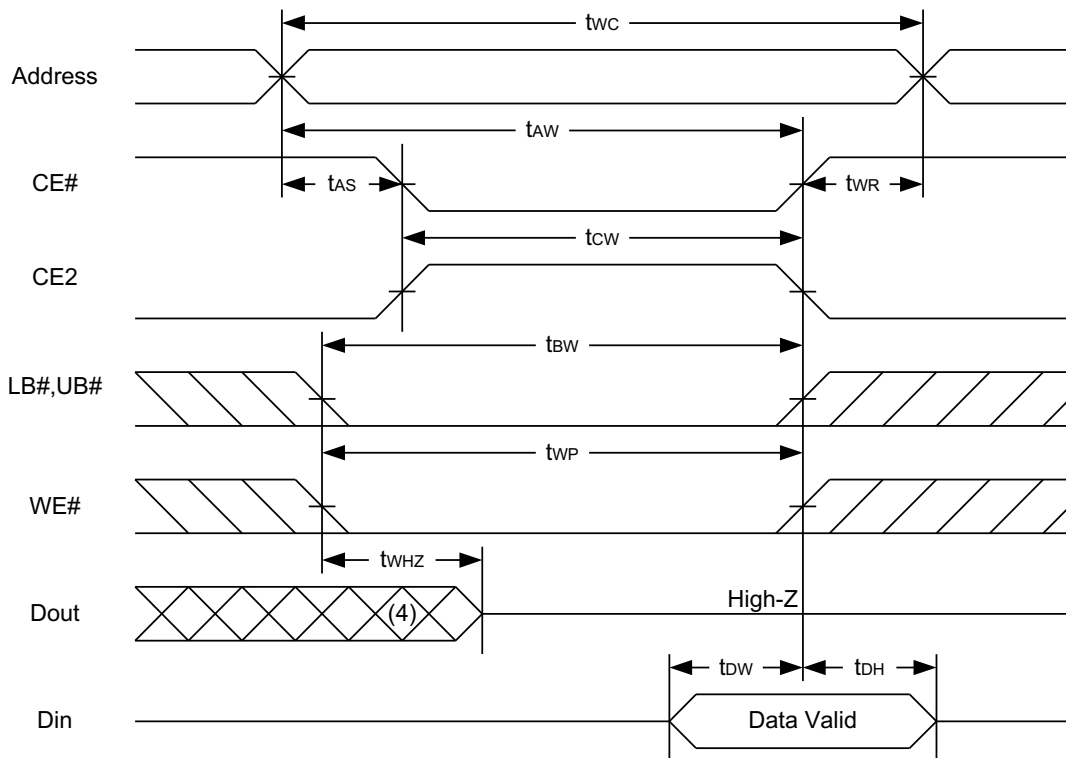 tWC
Address
tAW
CE#
tAS
tWR
tCW
CE2
tBW
LB#,UB#
tWP
WE#
tWHZ
Dout
(4)
High-Z
tDW
tDH
Din
Data Valid